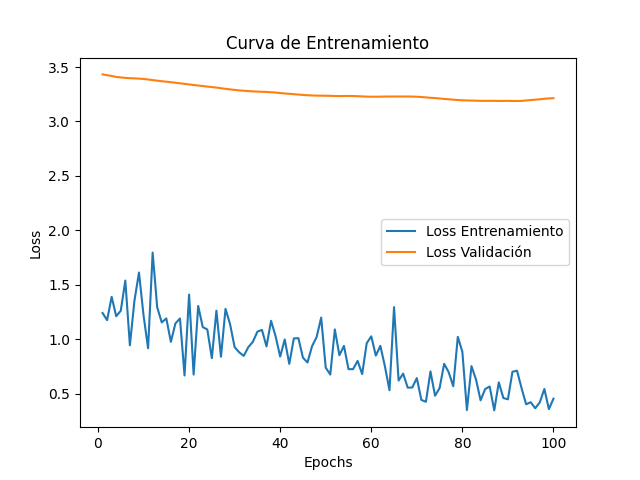 Curva de Entrenamiento
3.5
3.0
2.5
2.0
1.5
1.0
0.5
Loss
Loss Entrenamiento
Loss Validación
0 20 40 60 80 100
Epochs